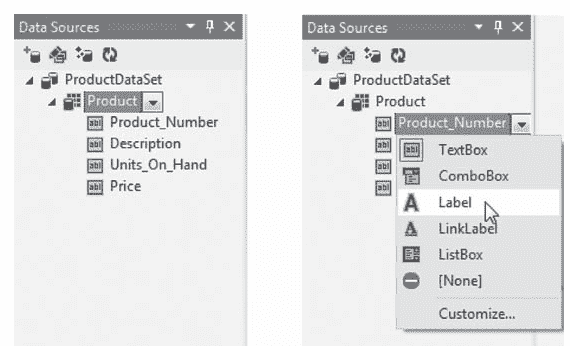 Data Sources
ProductDataSet
Product
Product_Number
Description
Units_On_Hand
Price
Data Sources
ProductDataSet
Product
Product_Number
TextBox
ComboBox
Label
LinkLabel
ListBox
[None]
Customize...